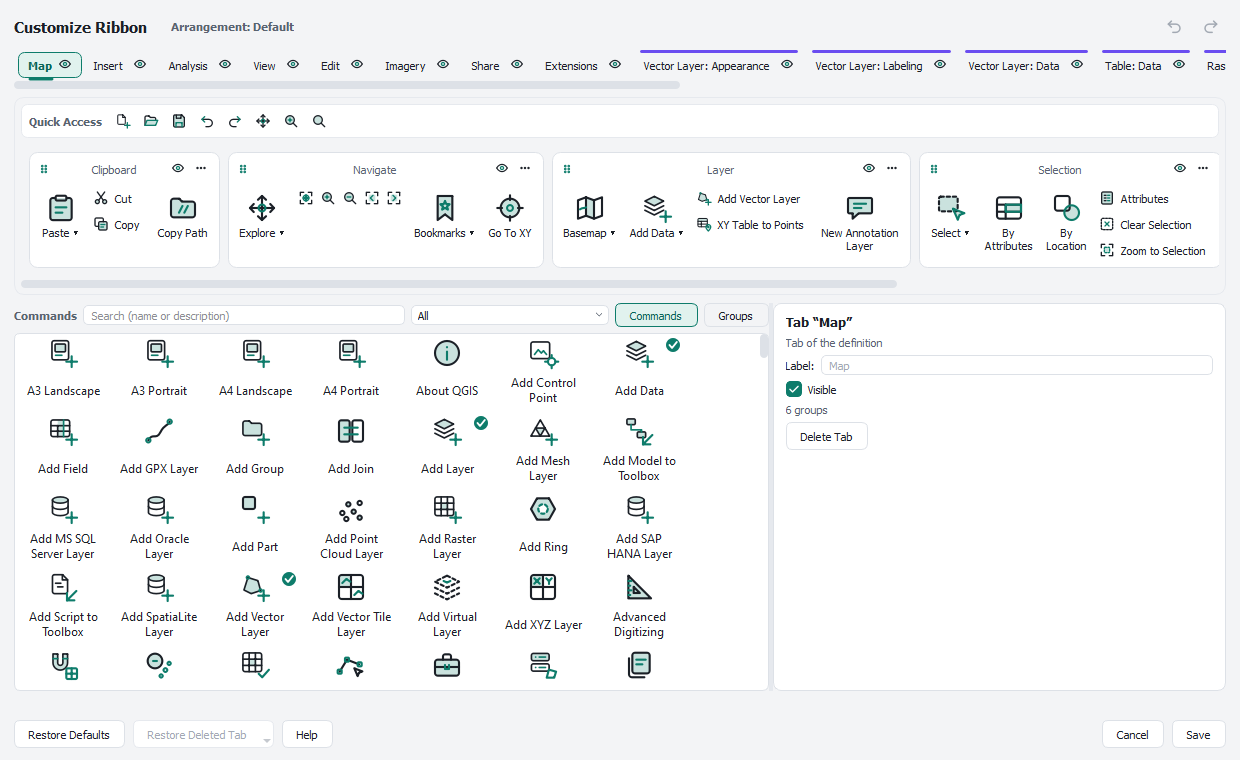 Customize Ribbon Arrangement: Default
Map Insert Analysis View Edit Imagery Share Extensions Vector Layer: Appearance Vector Layer: Labeling Vector Layer: Data Table: Data Ras
Quick Access
Clipboard Navigate Layer Selection
Paste Cut Copy Copy Path
Explore Bookmarks Go To XY
Basemap Add Data Add Vector Layer XY Table to Points New Annotation
Layer
Select By
Attributes
By
Location
Attributes
Clear Selection
Zoom to Selection
Commands Search (name or description) All Commands Groups
A3 Landscape A3 Portrait A4 Landscape A4 Portrait About QGIS Add Control
Point
Add Data
Add Field Add GPX Layer Add Group Add Join Add Layer Add Mesh
Layer
Add Model to
Toolbox
Add MS SQL
Server Layer
Add Oracle
Layer
Add Part
Add Point
Cloud Layer
Add Raster
Layer
Add Ring
Add SAP
HANA Layer
Add Script to
Toolbox
Add SpatiaLite
Layer
Add Vector
Layer
Add Vector Tile
Layer
Add Virtual
Layer
Add XYZ Layer
Advanced
Digitizing
Tab “Map”
Tab of the definition
Label: Map
Visible
6 groups
Delete Tab
Restore Defaults Restore Deleted Tab Help Cancel Save